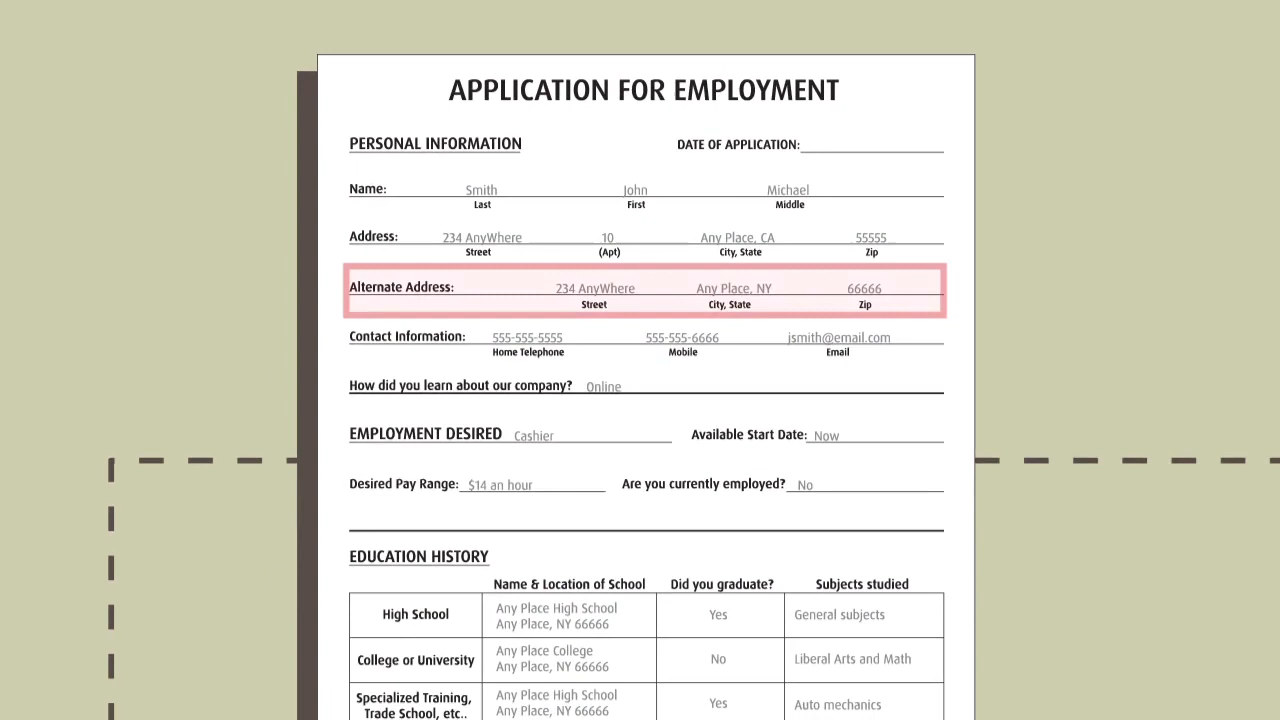 APPLICATION FOR EMPLOYMENT
PERSONAL INFORMATION DATE OF APPLICATION:
Name: Smith John Michael
Last First Middle
Address: 234 AnyWhere 10 Any Place, CA 55555
Street (Apt) City, State Zip
Alternate Address: 234 AnyWhere Any Place, NY 66666
Street City, State Zip
Contact Information: 555-555-5555 555-555-6666 jsmith@email.com
Home Telephone Mobile Email
How did you learn about our company? Online
EMPLOYMENT DESIRED Cashier Available Start Date: Now
Desired Pay Range: $14 an hour Are you currently employed? No
EDUCATION HISTORY
Name & Location of School Did you graduate? Subjects studied
High School Any Place High School Yes General subjects
Any Place, NY 66666
College or University Any Place College No Liberal Arts and Math
Any Place, NY 66666
Specialized Training, Any Place High School Yes Auto mechanics
Trade School, etc.. Any Place, NY 66666